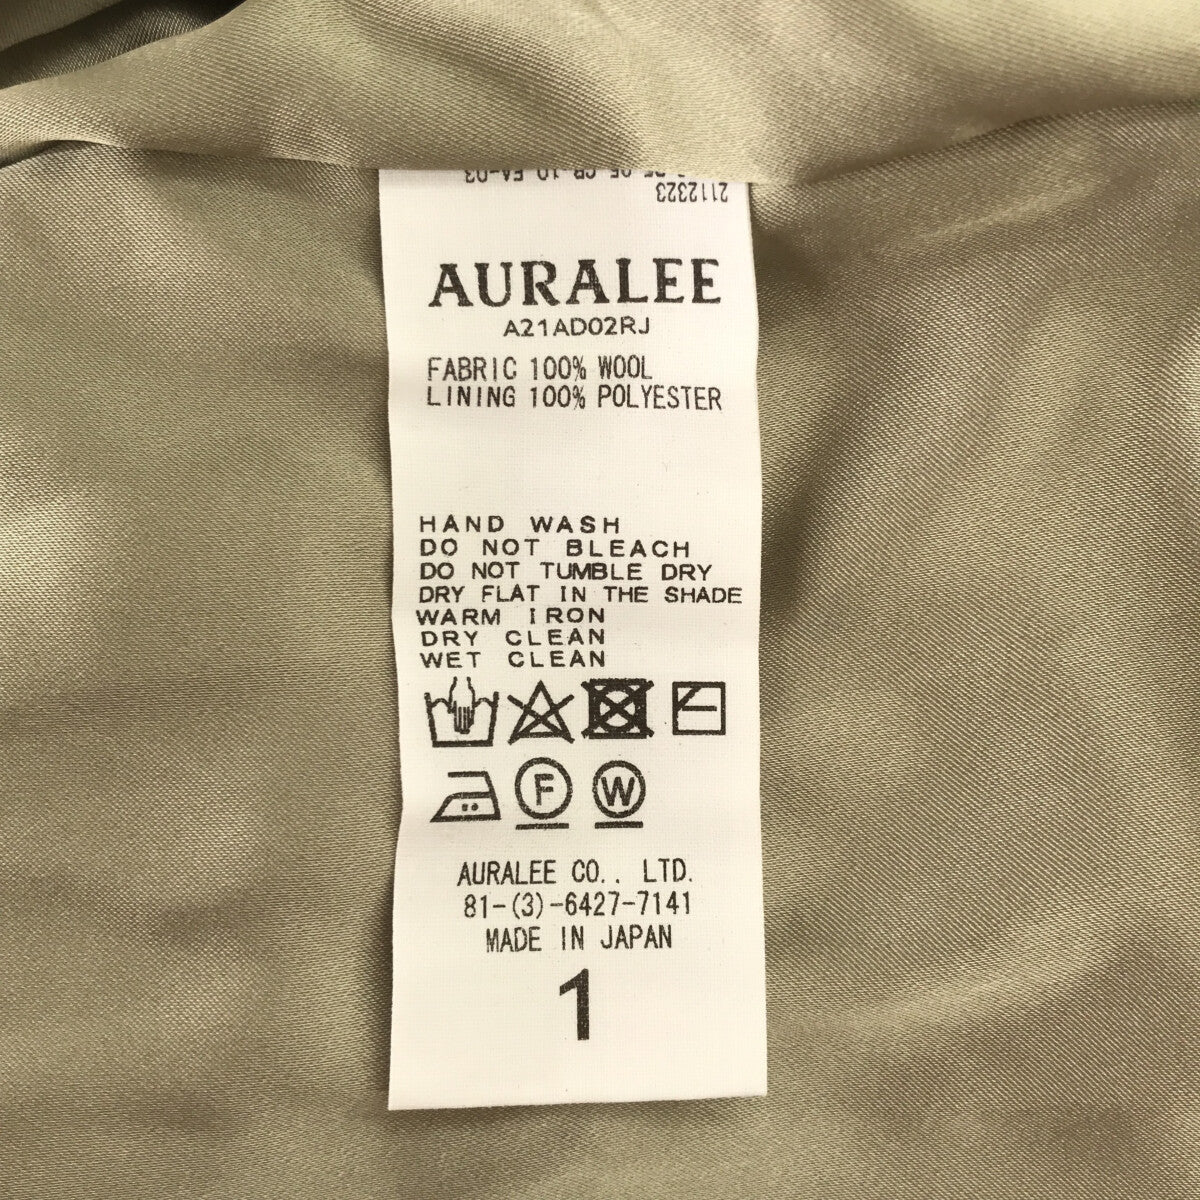 2112323
AURALEE
A21AD02RJ
FABRIC 100% WOOL
LINING 100% POLYESTER
HAND WASH
DO NOT BLEACH
DO NOT TUMBLE DRY
DRY FLAT IN THE SHADE
WARM IRON
DRY CLEAN
WET CLEAN
F W
AURALEE CO., LTD.
81-(3)-6427-7141
MADE IN JAPAN
1